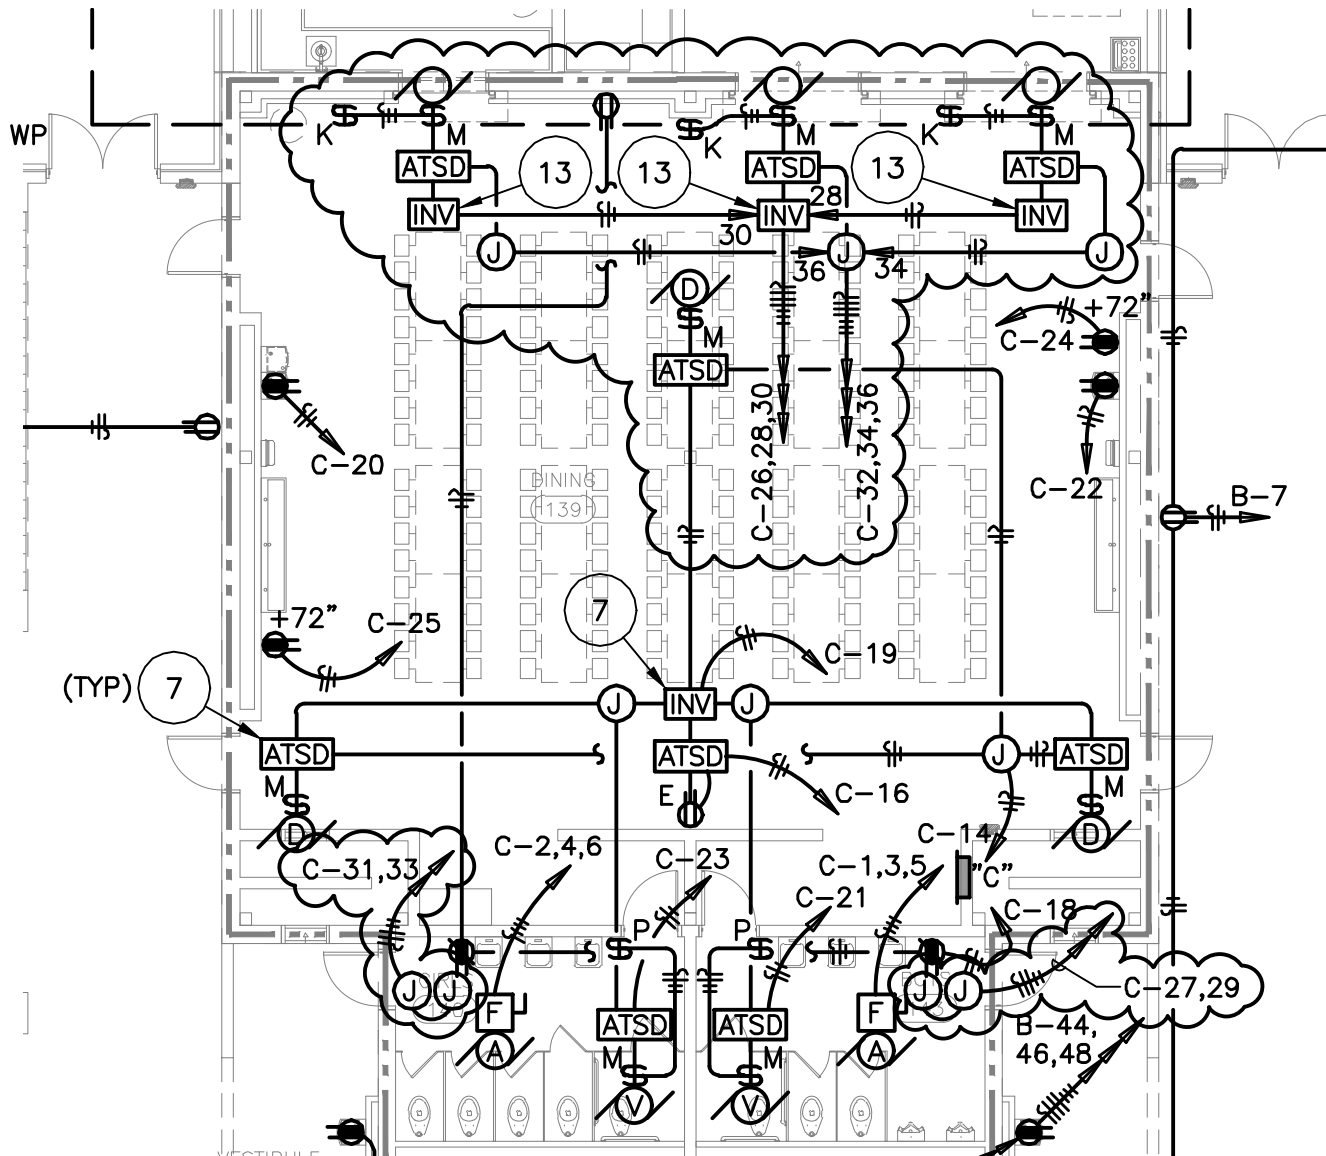 WP
K
M
K
M
K
M
ATSD
ATSD
ATSD
13
13
13
INV
INV
INV
28
30
J
J
J
36
34
D
M
ATSD
+72"
C-24
C-20
C-22
C-26,28,30
C-32,34,36
DINING
139
B-7
+72"
C-25
7
C-19
(TYP)
7
J
INV
J
ATSD
ATSD
J
ATSD
M
E
C-16
M
D
D
C-14
C-31,33
C-2,4,6
C-23
C-1,3,5
"C"
C-21
C-18
P
P
J
J
J
J
C-27,29
F
ATSD
ATSD
F
B-44,
46,48
A
M
M
A
V
V
VESTIBULE